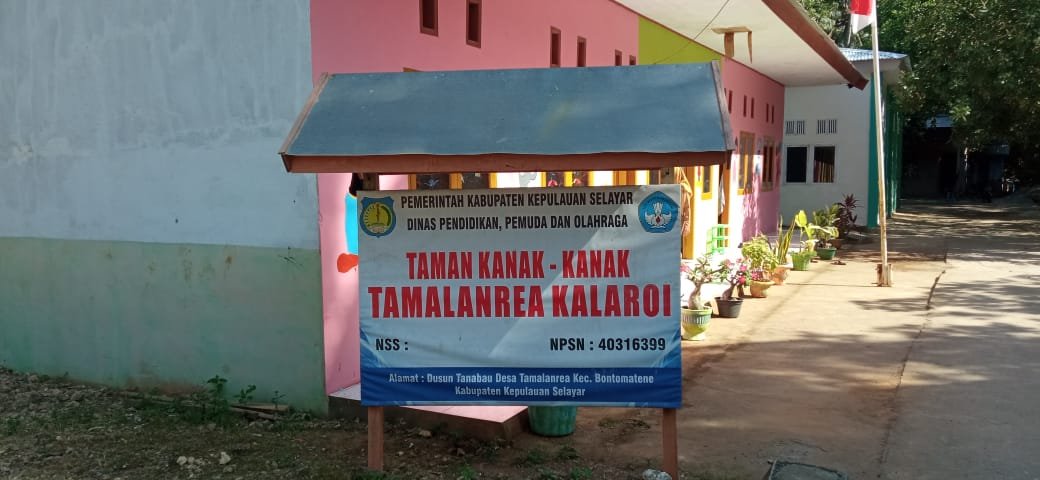 PEMERINTAH KABUPATEN KEPULAUAN SELAYAR
DINAS PENDIDIKAN, PEMUDA DAN OLAHRAGA
TAMAN KANAK - KANAK
TAMALANREA KALAROI
NSS : NPSN : 40316399
Alamat : Dusun Tanabau Desa Tamalanrea Kec. Bontomatene
Kabupaten Kepulauan Selayar